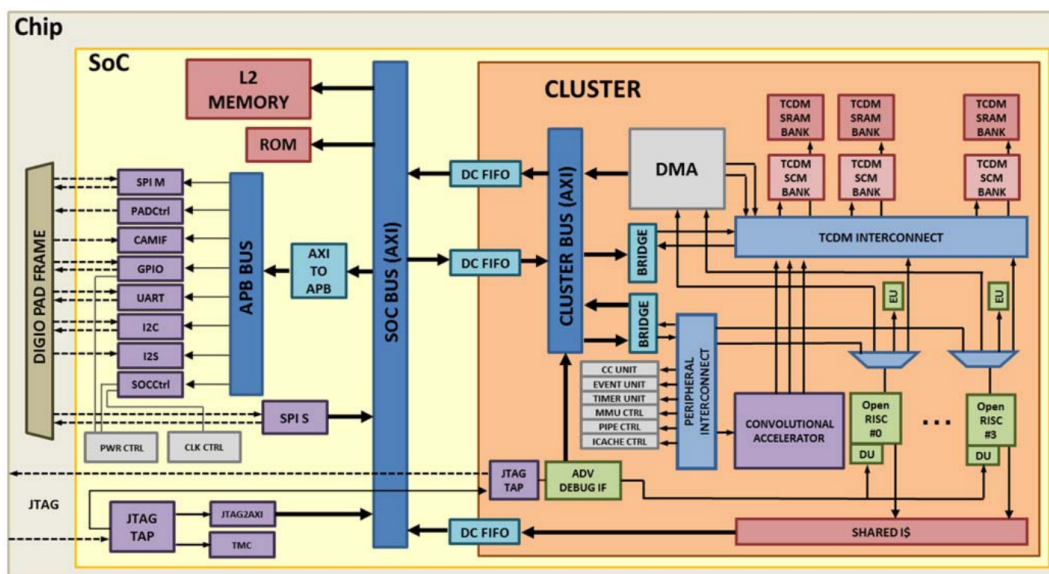 Chip
SoC
L2
MEMORY
ROM
CLUSTER
TCDM
SRAM
BANK
TCDM
SRAM
BANK
TCDM
SRAM
BANK
TCDM
SCM
BANK
TCDM
SCM
BANK
TCDM
SCM
BANK
DMA
DC FIFO
DC FIFO
DC FIFO
SOC BUS (AXI)
CLUSTER BUS (AXI)
BRIDGE
BRIDGE
TCDM INTERCONNECT
DIGIO PAD FRAME
SPI M
PADCtrl
CAMIF
GPIO
UART
I2C
I2S
SOCCtrl
APB BUS
AXI
TO
APB
SPI S
PWR CTRL
CLK CTRL
EU
EU
CC UNIT
EVENT UNIT
TIMER UNIT
MMU CTRL
PIPE CTRL
ICACHE CTRL
PERIPHERAL
INTERCONNECT
CONVOLUTIONAL
ACCELERATOR
Open
RISC
#0
DU
...
Open
RISC
#3
DU
JTAG
TAP
ADV
DEBUG IF
JTAG
JTAG
TAP
JTAG2AXI
TMC
SHARED I$